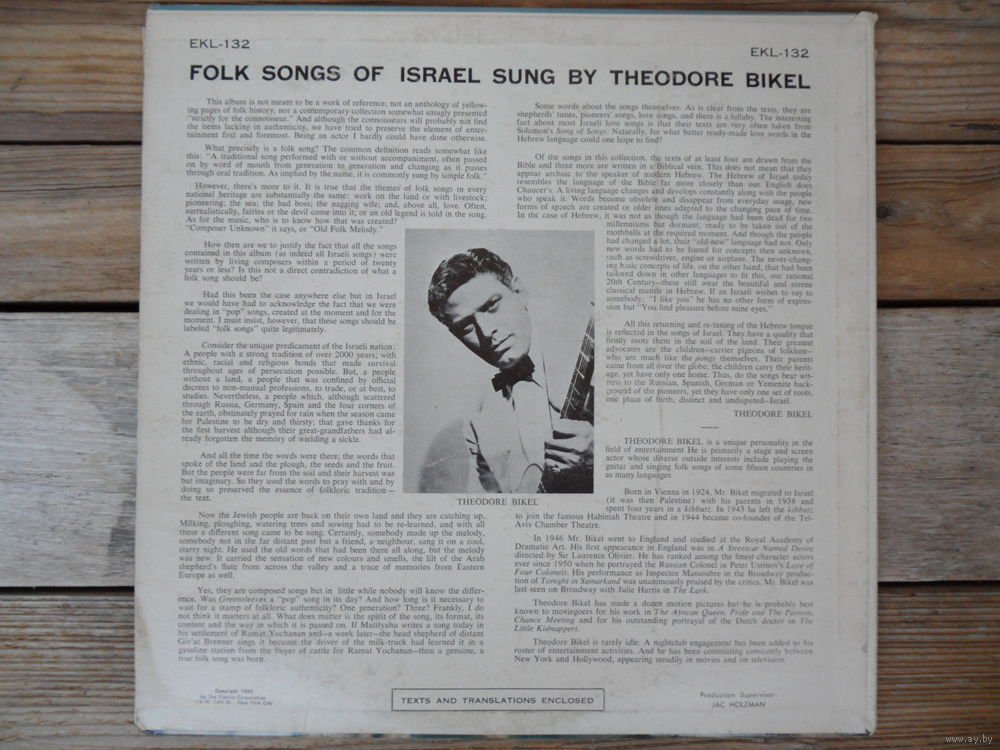 EKL-132
EKL-132
FOLK SONGS OF ISRAEL SUNG BY THEODORE BIKEL
This album is not meant to be a work of reference; not an anthology of yellow-
ing pages of folk history, nor a contemporary collection somewhat smugly presented
"strictly for the connoisseur." And although the connoisseurs will probably not find
the items lacking in authenticity, we have tried to preserve the element of enter-
tainment first and foremost. Being an actor I hardly could have done otherwise.
What precisely is a folk song? The common definition reads somewhat like
this: "A traditional song performed with or without accompaniment, often passed
on by word of mouth from generation to generation and changing as it passes
through oral tradition. As implied by the name, it is commonly sung by simple folk."
However, there's more to it. It is true that the themes of folk songs in every
national heritage are substantially the same: work on the land or with livestock;
pioneering; the sea; the bad boss; the nagging wife; and, above all, love. Often,
surrealistically, fairies or the devil come into it; or an old legend is told in the song.
As for the music, who is to know how that was created?
"Composer Unknown" it says, or "Old Folk Melody."
How then are we to justify the fact that all the songs
contained in this album (as indeed all Israeli songs) were
written by living composers within a period of twenty
years or less? Is this not a direct contradiction of what a
folk song should be?
Had this been the case anywhere else but in Israel
we would have had to acknowledge the fact that we were
dealing in "pop" songs, created at the moment and for the
moment. I must insist, however, that these songs should be
labeled "folk songs" quite legitimately.
Consider the unique predicament of the Israeli nation:
A people with a strong tradition of over 2000 years; with
ethnic, racial and religious bonds that made survival
throughout ages of persecution possible. But, a people
without a land, a people that was confined by official
decrees to non-manual professions, to trade, or at best, to
studies. Nevertheless, a people which, although scattered
through Russia, Germany, Spain and the four corners of
the earth, obstinately prayed for rain when the season came
for Palestine to be dry and thirsty; that gave thanks for
the first harvest although their great-grandfathers had al-
ready forgotten the memory of wielding a sickle.
And all the time the words were there; the words that
spoke of the land and the plough, the seeds and the fruit.
But the people were far from the soil and their harvest was
but imaginary. So they used the words to pray with and by
doing so preserved the essence of folkloric tradition —
the text.
Now the Jewish people are back on their own land and they are catching up.
Milking, ploughing, watering trees and sowing had to be re-learned, and with all
these a different song came to be sung. Certainly, somebody made up the melody,
somebody not in the far distant past but a friend, a neighbour, sang it on a cool,
starry night. He used the old words that had been there all along, but the melody
was new. It carried the sensation of new colours and smells, the lilt of the Arab
shepherd's flute from across the valley and a trace of memories from Eastern
Europe as well.
Yes, they are composed songs but in little while nobody will know the differ-
ence. Was Greensleeves a "pop" song in its day? And how long is it necessary to
wait for a stamp of folkloric authenticity? One generation? Three? Frankly, I do
not think it matters at all. What does matter is the spirit of the song, its format, its
content and the way in which it is passed on. If Matityahu writes a song today in
his settlement of Ramat Yochanan and—a week later—the head shepherd of distant
Giv'at Brenner sings it because the driver of the milk-truck had learned it in a
gasoline station from the buyer of cattle for Ramat Yochanan—then a genuine, a
true folk song was born.
Some words about the songs themselves. As is clear from the texts, they are
shepherds' tunes, pioneers' songs, love songs, and there is a lullaby. The interesting
fact about most Israeli love songs is that their texts are very often taken from
Solomon's Song of Songs. Naturally, for what better ready-made love words in the
Hebrew language could one hope to find?
Of the songs in this collection, the texts of at least four are drawn from the
Bible and three more are written in a Biblical vein. This does not mean that they
appear archaic to the speaker of modern Hebrew. The Hebrew of Israel today
resembles the language of the Bible far more closely than our English does
Chaucer's. A living language changes and develops constantly along with the people
who speak it. Words become obsolete and disappear from everyday usage, new
forms of speech are created or older ones adapted to the changing pace of time.
In the case of Hebrew, it was not as though the language had been dead for two
millenniums but dormant, ready to be taken out of the
mothballs at the required moment. And though the people
had changed a lot, their "old-new" language had not. Only
new words had to be found for concepts then unknown,
such as screwdriver, engine or airplane. The never-chang-
ing basic concepts of life, on the other hand, that had been
tailored down in other languages to fit this, our rational
20th Century—these still wear the beautiful and serene
classical mantle in Hebrew. If an Israeli wishes to say to
somebody: "I like you" he has no other form of expres-
sion but "You find pleasure before mine eyes."
All this returning and re-tuning of the Hebrew tongue
is reflected in the songs of Israel. They have a quality that
firmly roots them in the soil of the land. Their greatest
advocates are the children—carrier pigeons of folklore—
who are much like the songs themselves. Their parents
came from all over the globe; the children carry their herit-
age, yet have only one home. Thus, do the songs bear wit-
ness to the Russian, Spanish, German or Yemenite back-
ground of the pioneers, yet they have only one set of roots,
one place of birth, distinct and undisputed—Israel.
THEODORE BIKEL
THEODORE BIKEL is a unique personality in the
field of entertainment He is primarily a stage and screen
actor whose diverse outside interests include playing the
guitar and singing folk songs of some fifteen countries in
as many languages
Born in Vienna in 1924, Mr. Bikel migrated to Israel
(it was then Palestine) with his parents in 1938 and
spent four years in a kibbutz. In 1943 he left the kibbutz
to join the famous Habimah Theatre and in 1944 became co-founder of the Tel-
Aviv Chamber Theatre.
In 1946 Mr. Bikel went to England and studied at the Royal Academy of
Dramatic Art. His first appearance in England was in A Streetcar Named Desire
directed by Sir Laurence Olivier. He has ranked among the finest character actors
ever since 1950 when he portrayed the Russian Colonel in Peter Ustinov's Love of
Four Colonels. His performance as Inspector Massoubre in the Broadway produc-
tion of Tonight in Samarkand was unanimously praised by the critics. Mr. Bikel was
last seen on Broadway with Julie Harris in The Lark.
Theodore Bikel has made a dozen motion pictures but he is probably best
known to moviegoers for his work in The African Queen, Pride and The Passion,
Chance Meeting and for his outstanding portrayal of the Dutch doctor in The
Little Kidnappers.
Theodore Bikel is rarely idle. A nightclub engagement has been added to his
roster of entertainment activities. And he has been commuting constantly between
New York and Hollywood, appearing steadily in movies and on television.
THEODORE BIKEL
Copyright
by The Elektra Corporation
116 W. 14th St., New York City
TEXTS AND TRANSLATIONS ENCLOSED
Production Supervisor:
JAC HOLZMAN
www.ay.by